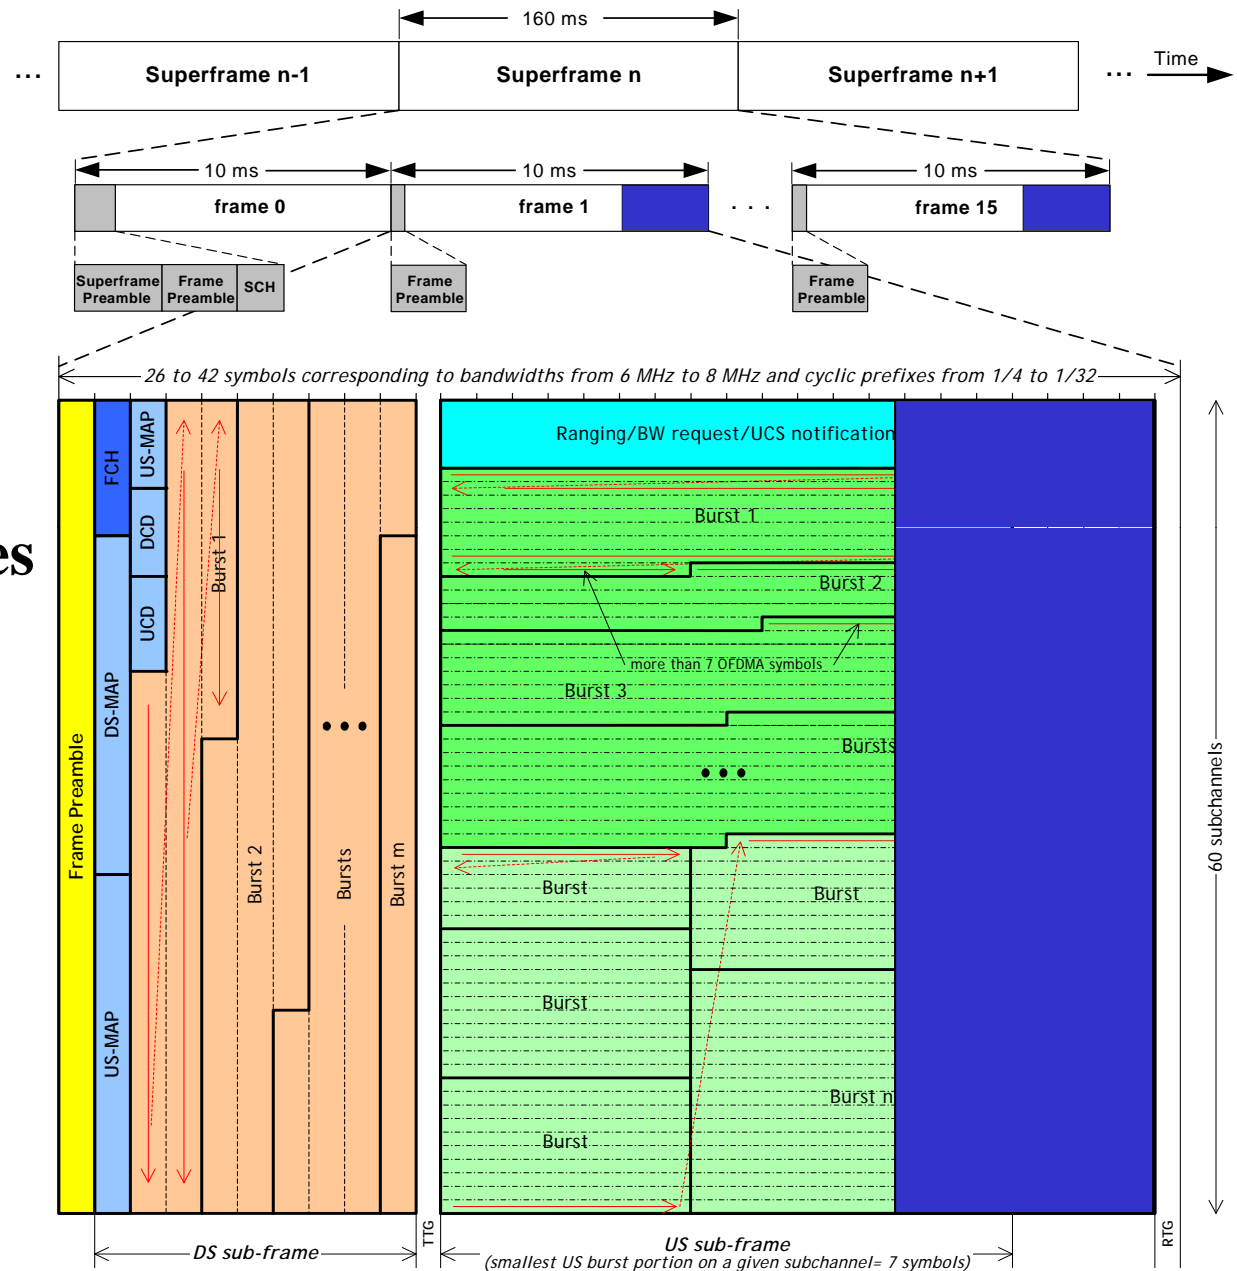 160 ms
... Superframe n-1 Superframe n Superframe n+1 ... Time
10 ms 10 ms 10 ms
frame 0 frame 1 . . . frame 15
Superframe Preamble
Frame Preamble
SCH
Frame Preamble
Frame Preamble
26 to 42 symbols corresponding to bandwidths from 6 MHz to 8 MHz and cyclic prefixes from 1/4 to 1/32
es
Frame Preamble
FCH
DS-MAP
US-MAP
US-MAP
DCD
UCD
Burst 1
Burst 2
Bursts
Burst m
Ranging/BW request/UCS notification
Burst 1
Burst 2
more than 7 OFDMA symbols
Burst 3
Bursts
Burst
Burst
Burst
Burst n
Burst
60 subchannels
DS sub-frame
TTG
US sub-frame
(smallest US burst portion on a given subchannel= 7 symbols)
RTG